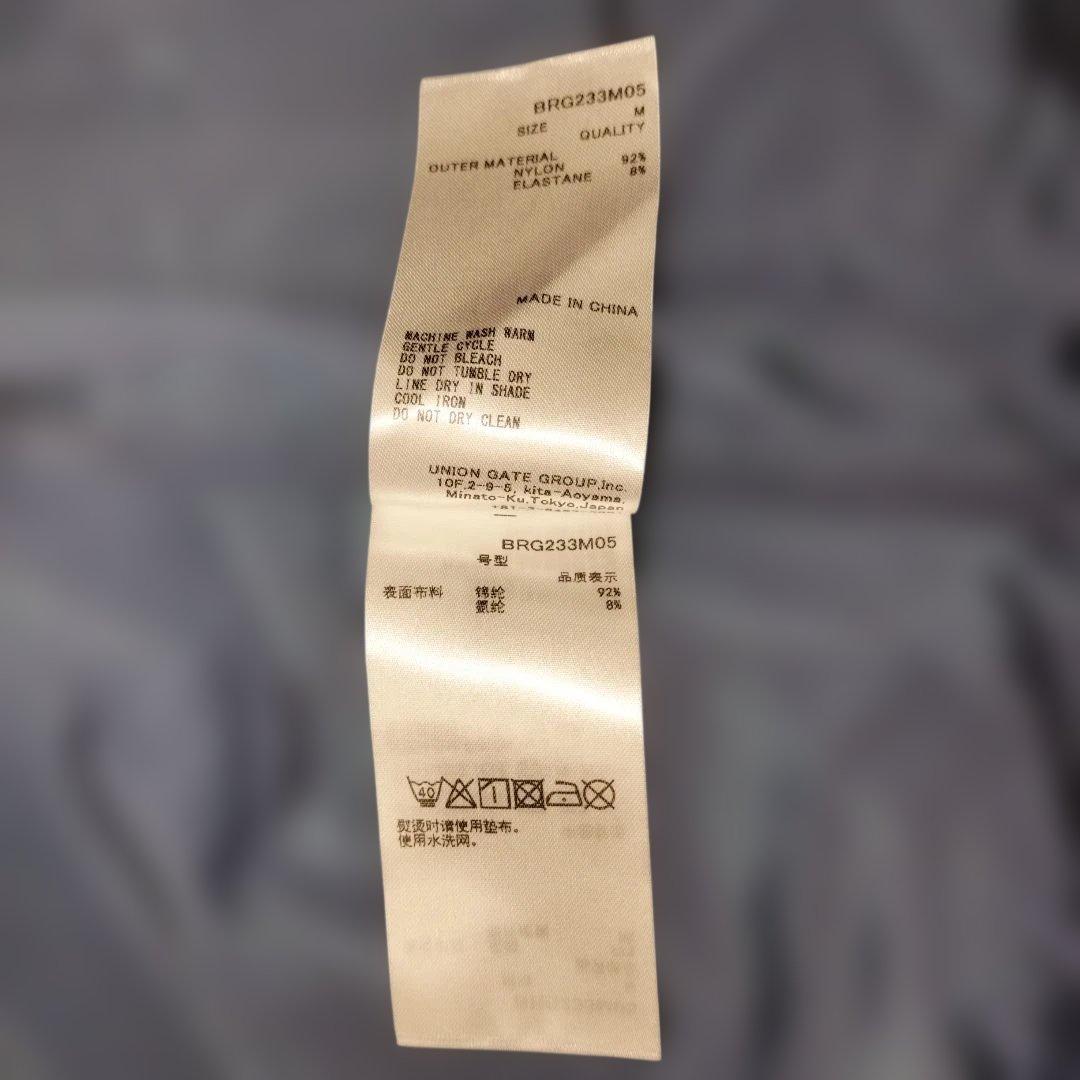 BRG233M05
SIZE M
QUALITY
OUTER MATERIAL
NYLON 92%
ELASTANE 8%
MADE IN CHINA
MACHINE WASH WARM
GENTLE CYCLE
DO NOT BLEACH
DO NOT TUMBLE DRY
LINE DRY IN SHADE
COOL IRON
DO NOT DRY CLEAN
UNION GATE GROUP,Inc.
10F,2-9-5, kita-Aoyama,
Minato-Ku,Tokyo,Japan
BRG233M05
号型
品质表示
表面布料 锦纶 92%
氨纶 8%
40
熨烫时请使用垫布。
使用水洗网。